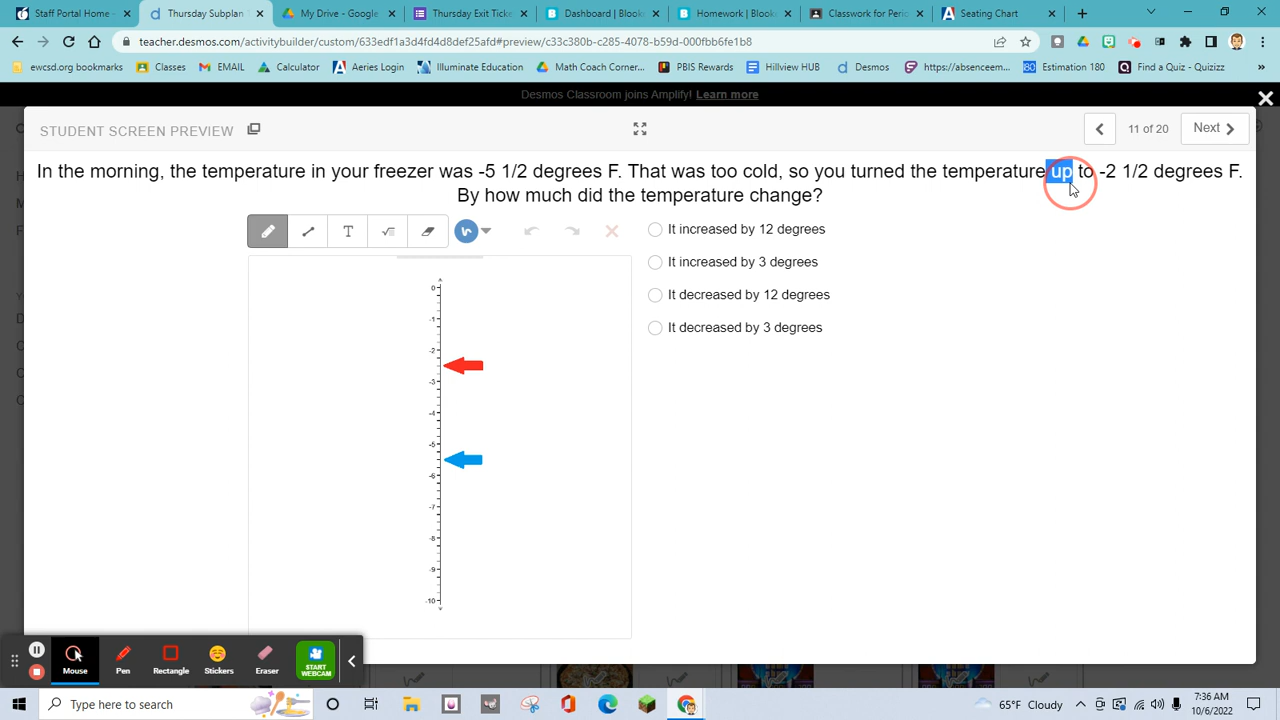 Staff Portal Home -
Thursday Subplan
My Drive - Google
Thursday Exit Ticke
Dashboard | Blook
Homework | Blook
Classwork for Peric
Seating Chart
teacher.desmos.com/activitybuilder/custom/633edf1a3d4fd4d8def25afd#preview/c33c380b-c285-4078-b59d-000fbb6fe1b8
ewcsd.org bookmarks
Classes
EMAIL
Calculator
Aeries Login
Illuminate Education
Math Coach Corner...
PBIS Rewards
Hillview HUB
Desmos
https://absenceem...
Estimation 180
Find a Quiz - Quizizz
Desmos Classroom joins Amplify! Learn more
STUDENT SCREEN PREVIEW
11 of 20
Next
In the morning, the temperature in your freezer was -5 1/2 degrees F. That was too cold, so you turned the temperature up to -2 1/2 degrees F.
By how much did the temperature change?
T
It increased by 12 degrees
It increased by 3 degrees
It decreased by 12 degrees
It decreased by 3 degrees
0
-1
-2
-3
-4
-5
-6
-7
-8
-9
-10
Mouse
Pen
Rectangle
Stickers
Eraser
START
WEBCAM
Type here to search
65°F Cloudy
7:36 AM
10/6/2022